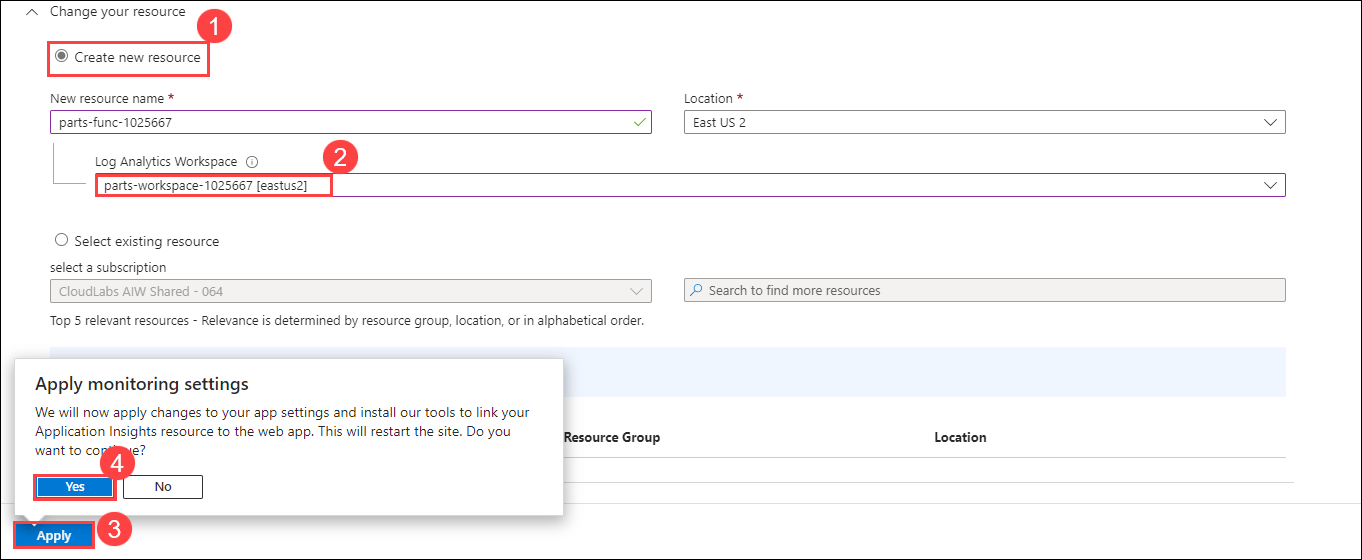 Change your resource
1
Create new resource
New resource name *
Location *
parts-func-1025667
East US 2
Log Analytics Workspace
2
parts-workspace-1025667 [eastus2]
Select existing resource
select a subscription
CloudLabs AIW Shared - 064
Search to find more resources
Top 5 relevant resources - Relevance is determined by resource group, location, or in alphabetical order.
Apply monitoring settings
We will now apply changes to your app settings and install our tools to link your
Application Insights resource to the web app. This will restart the site. Do you
want to continue?
Resource Group
Location
4
Yes
No
Apply
3